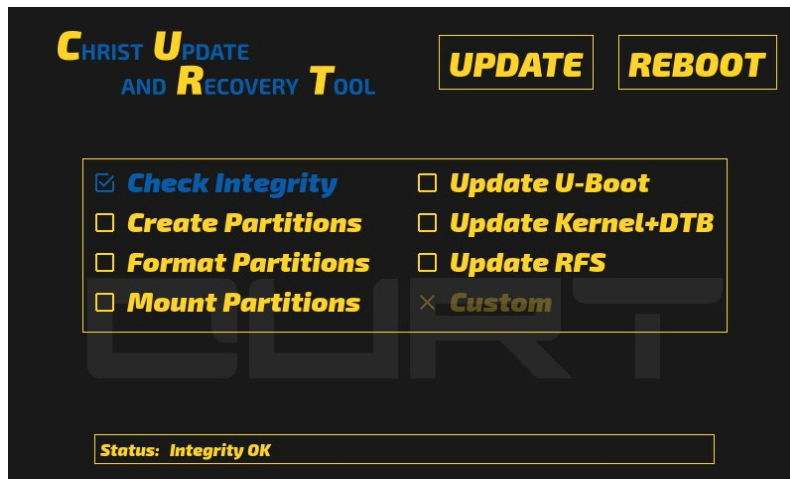 CHRIST UPDATE
AND RECOVERY TOOL
UPDATE
REBOOT
Check Integrity
Create Partitions
Format Partitions
Mount Partitions
Update U-Boot
Update Kernel+DTB
Update RFS
Custom
CURT
Status: Integrity OK